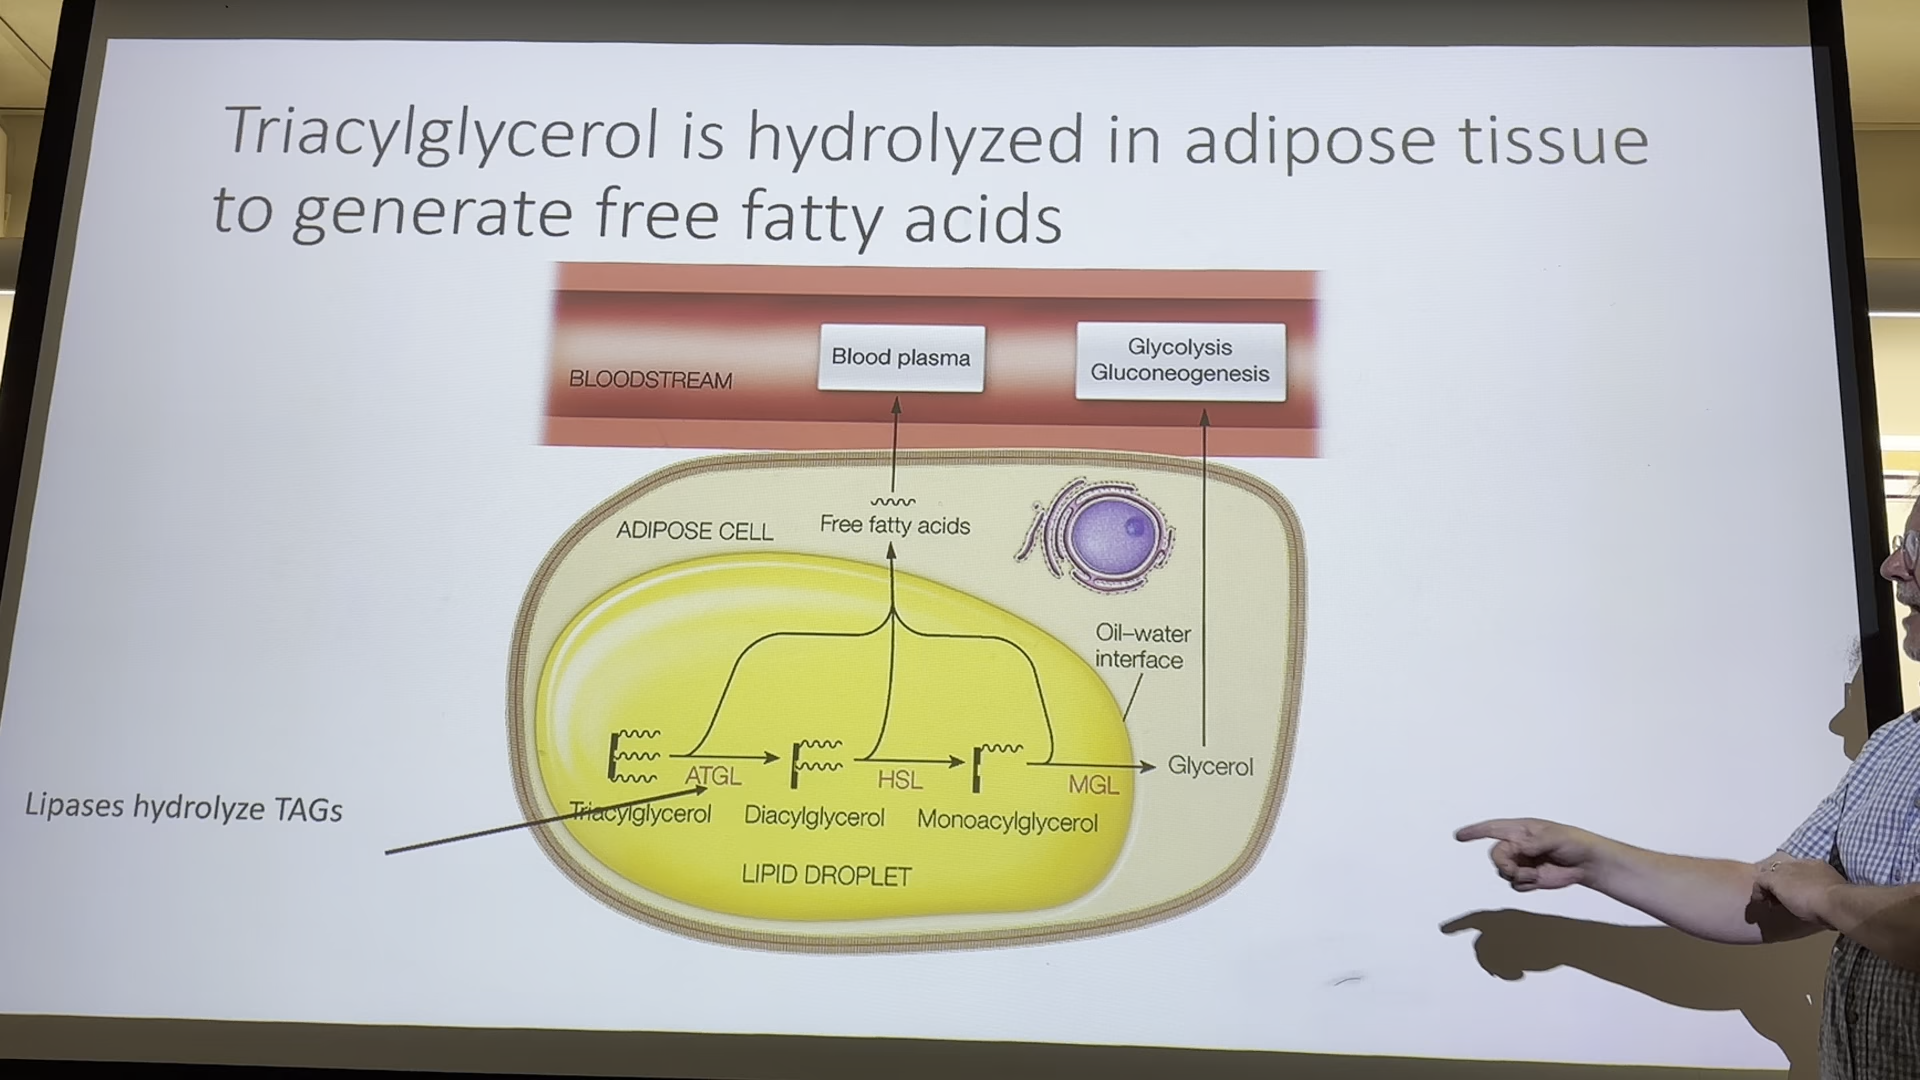 Triacylglycerol is hydrolyzed in adipose tissue
to generate free fatty acids
Blood plasma
Glycolysis
Gluconeogenesis
BLOODSTREAM
ADIPOSE CELL
Free fatty acids
Oil–water
interface
ATGL
HSL
MGL
Glycerol
Triacylglycerol
Diacylglycerol
Monoacylglycerol
Lipases hydrolyze TAGs
LIPID DROPLET